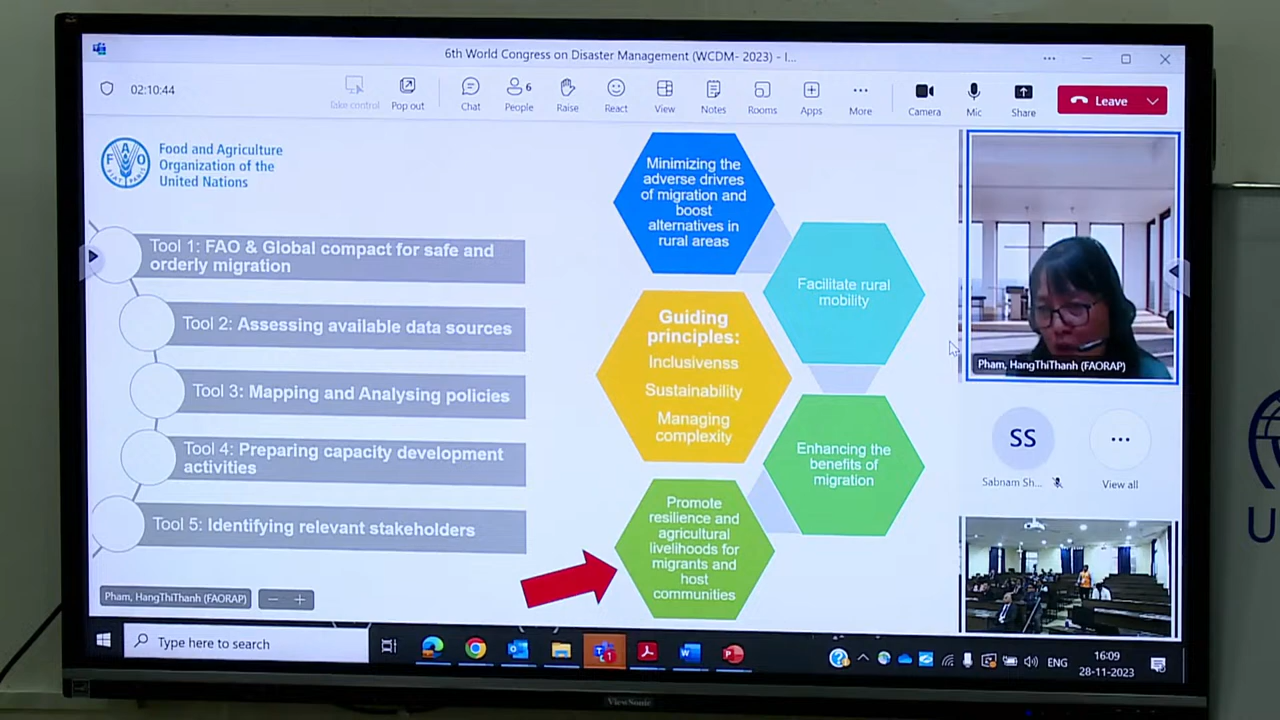 6th World Congress on Disaster Management (WCDM- 2023) - I...
02:10:44
Take control
Pop out
Chat
6
People
Raise
React
View
Notes
Rooms
Apps
More
Camera
Mic
Share
Leave
FAO
FIAT PANIS
Food and Agriculture
Organization of the
United Nations
Tool 1: FAO & Global compact for safe and
orderly migration
Tool 2: Assessing available data sources
Tool 3: Mapping and Analysing policies
Tool 4: Preparing capacity development
activities
Tool 5: Identifying relevant stakeholders
Minimizing the
adverse drivres
of migration and
boost
alternatives in
rural areas
Facilitate rural
mobility
Guiding
principles:
Inclusivenss
Sustainability
Managing
complexity
Enhancing the
benefits of
migration
Promote
resilience and
agricultural
livelihoods for
migrants and
host
communities
Pham, HangThiThanh (FAORAP)
SS
Sabnam Sh...
View all
Pham, HangThiThanh (FAORAP)
Type here to search
1
W
P
ENG
16:09
28-11-2023
ViewSonic
U